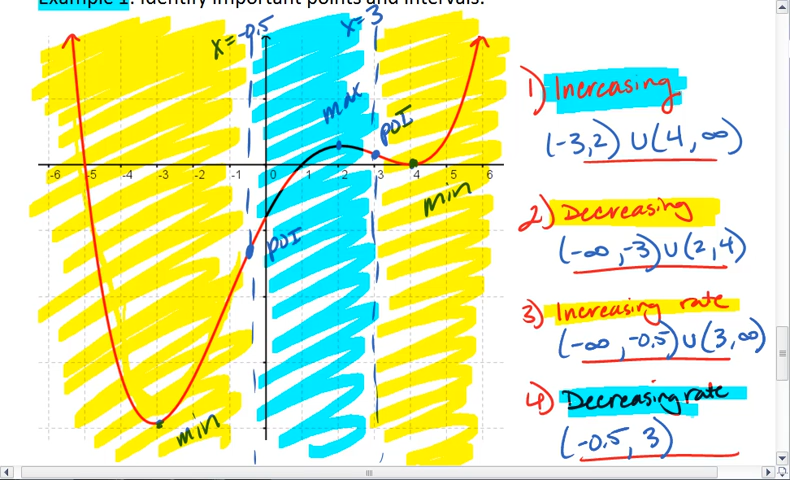 Example 1: Identify important points and intervals.
x=-0.5
x=3
max
POI
-6 -5 -4 -3 -2 -1 0 1 2 3 4 5 6
min
POI
min
1) Increasing
(-3,2) ∪ (4,∞)
2) Decreasing
(-∞,-3) ∪ (2,4)
3) Increasing rate
(-∞,-0.5) ∪ (3,∞)
4) Decreasing rate
(-0.5, 3)